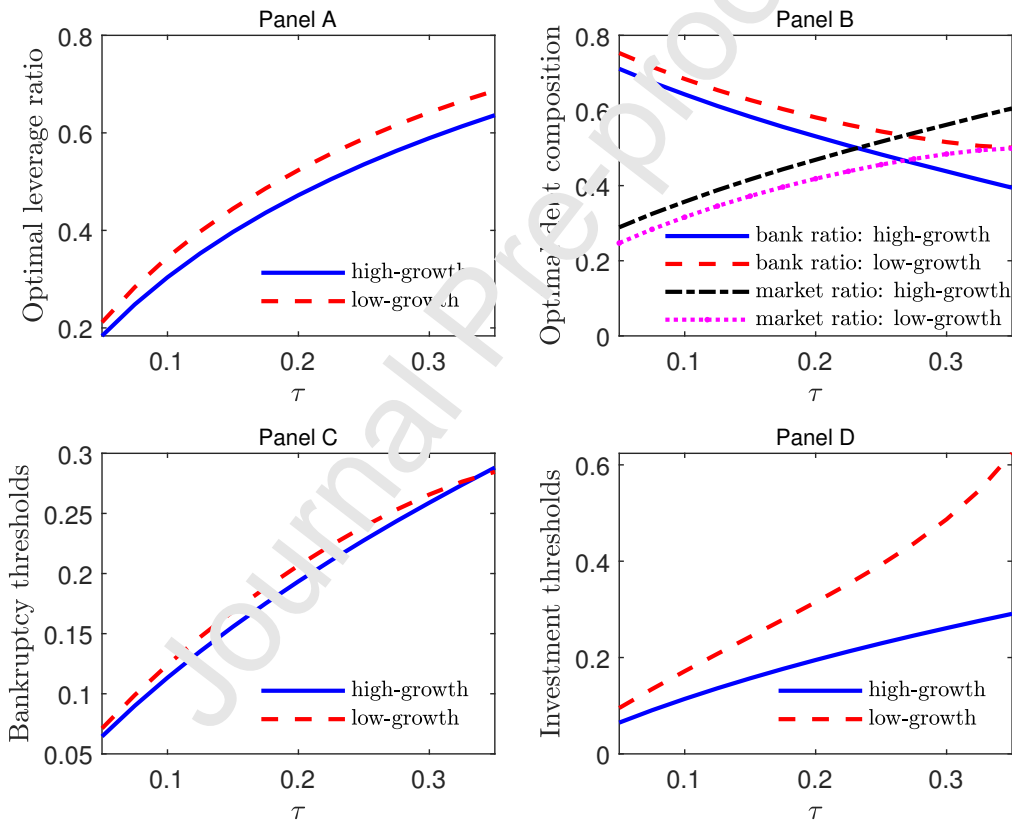 Panel A
Optimal leverage ratio
0.8
0.6
0.4
0.2
high-growth
low-growth
0.1
0.2
0.3
τ
Panel B
Optimal debt composition
0.8
0.6
0.4
0.2
0
bank ratio: high-growth
bank ratio: low-growth
market ratio: high-growth
market ratio: low-growth
0.1
0.2
0.3
τ
Panel C
Bankruptcy thresholds
0.3
0.25
0.2
0.15
0.1
0.05
high-growth
low-growth
0.1
0.2
0.3
τ
Panel D
Investment thresholds
0.6
0.4
0.2
0
high-growth
low-growth
0.1
0.2
0.3
τ
Journal Pre-proo